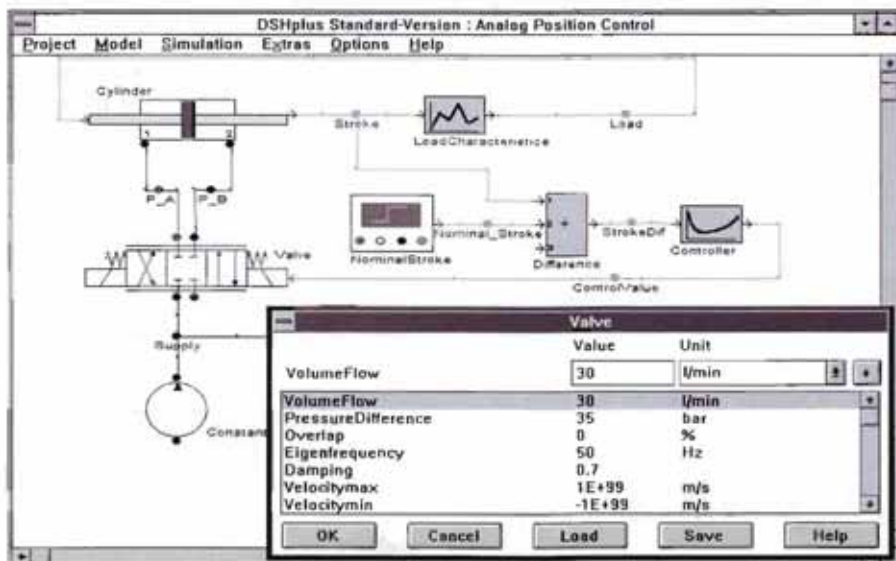 DSHplus Standard-Version : Analog Position Control
Project Model Simulation Extras Options Help
Cylinder
1 2
Stroke
LoadCharacteristics
Load
P_A P_B
Valve
NominalStroke
Nominal_Stroke
Difference
StrokeDif
Controller
ControlValue
Supply
Constant
Valve
Value Unit
VolumeFlow 30 l/min
VolumeFlow 30 l/min
PressureDifference 35 bar
Overlap 0 %
Eigenfrequency 50 Hz
Damping 0.7
Velocitymax 1E+99 m/s
Velocitymin -1E+99 m/s
OK Cancel Load Save Help